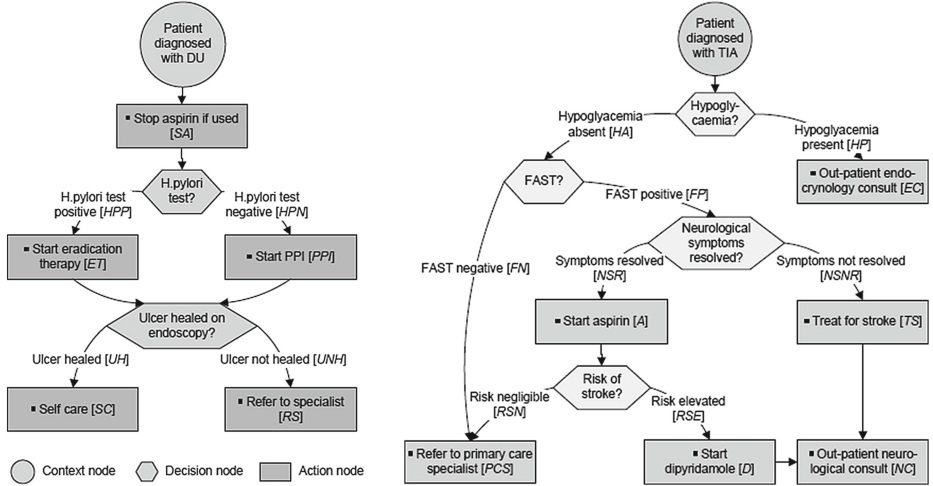 Patient
diagnosed
with DU
▪ Stop aspirin if used
[SA]
H.pylori
test?
H.pylori test
positive [HPP]
H.pylori test
negative [HPN]
▪ Start eradication
therapy [ET]
▪ Start PPI [PPI]
Ulcer healed on
endoscopy?
Ulcer healed [UH]
Ulcer not healed [UNH]
▪ Self care [SC]
▪ Refer to specialist
[RS]
Context node
Decision node
Action node
Patient
diagnosed
with TIA
Hypogly-
caemia?
Hypoglyacemia
absent [HA]
Hypoglyacemia
present [HP]
▪ Out-patient endo-
crynology consult [EC]
FAST?
FAST positive [FP]
FAST negative [FN]
Neurological
symptoms
resolved?
Symptoms resolved
[NSR]
Symptoms not resolved
[NSNR]
▪ Start aspirin [A]
▪ Treat for stroke [TS]
Risk of
stroke?
Risk negligible
[RSN]
Risk elevated
[RSE]
▪ Refer to primary care
specialist [PCS]
▪ Start
dipyridamole [D]
▪ Out-patient neuro-
logical consult [NC]